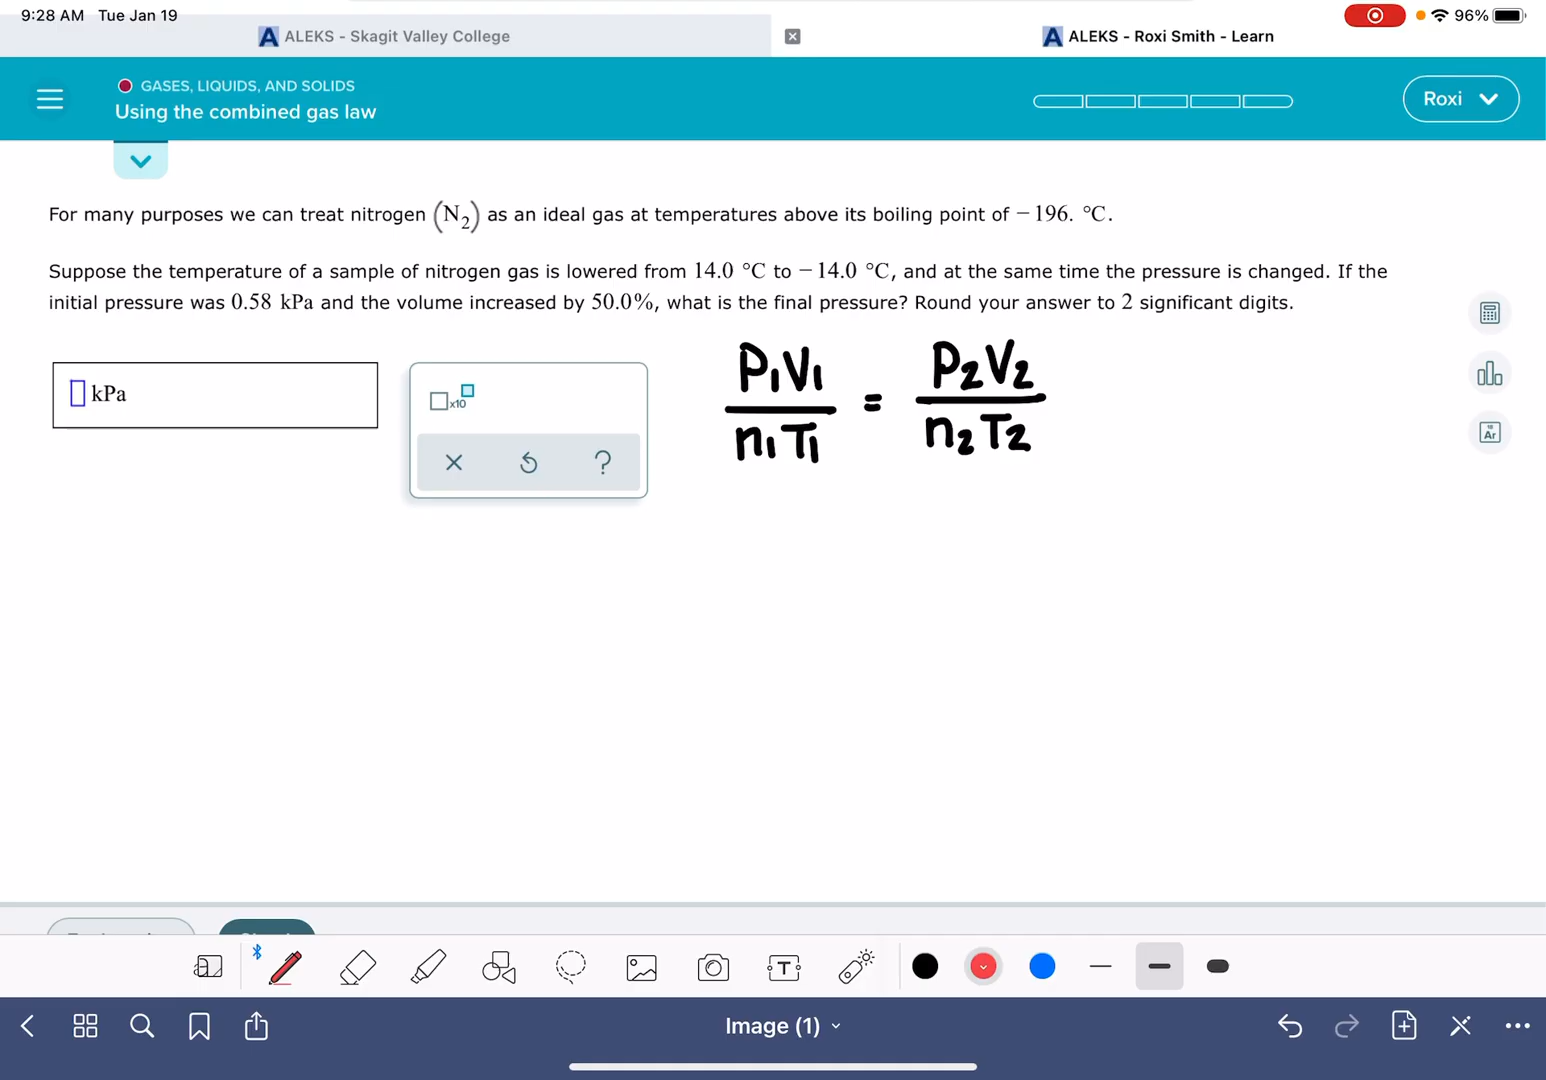 9:28 AM Tue Jan 19
96%
ALEKS - Skagit Valley College
ALEKS - Roxi Smith - Learn
GASES, LIQUIDS, AND SOLIDS
Using the combined gas law
Roxi
For many purposes we can treat nitrogen (N₂) as an ideal gas at temperatures above its boiling point of −196. °C.
Suppose the temperature of a sample of nitrogen gas is lowered from 14.0 °C to −14.0 °C, and at the same time the pressure is changed. If the
initial pressure was 0.58 kPa and the volume increased by 50.0%, what is the final pressure? Round your answer to 2 significant digits.
kPa
x10
?
P₁V₁ / n₁T₁ = P₂V₂ / n₂T₂
18
Ar
a
T
Image (1)